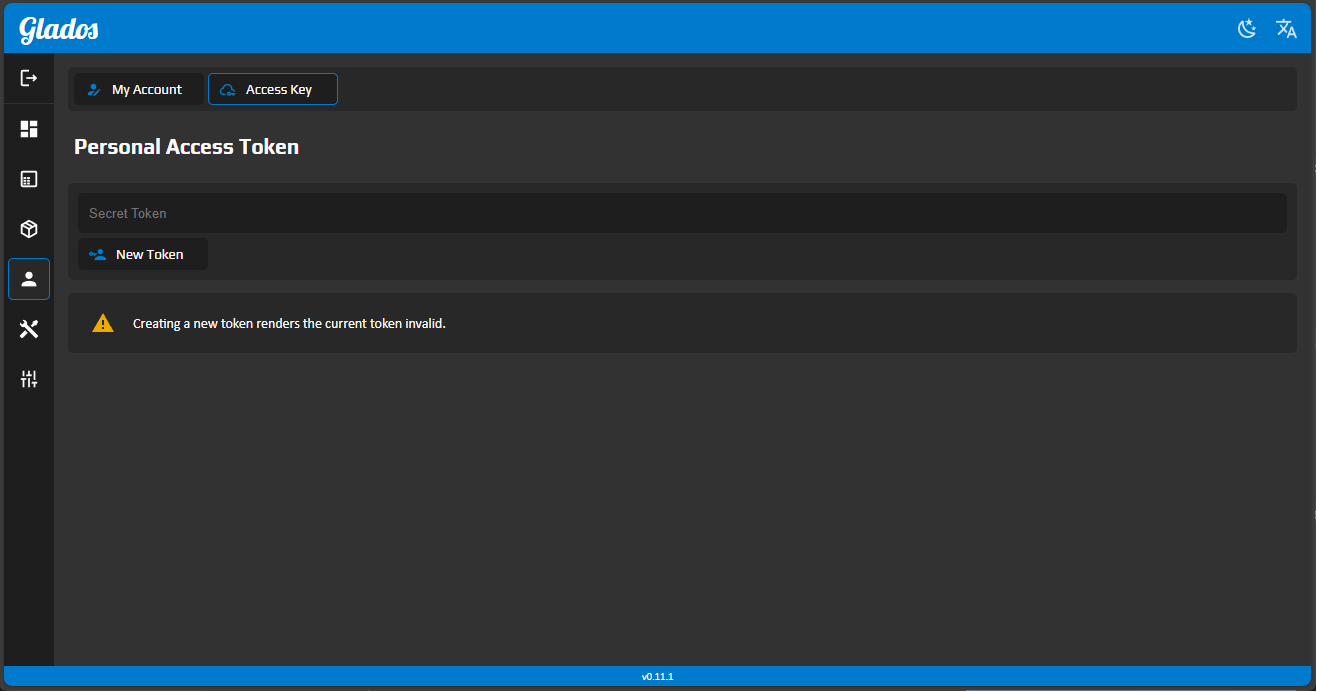 Glados
My Account
Access Key
Personal Access Token
Secret Token
New Token
Creating a new token renders the current token invalid.
v0.11.1